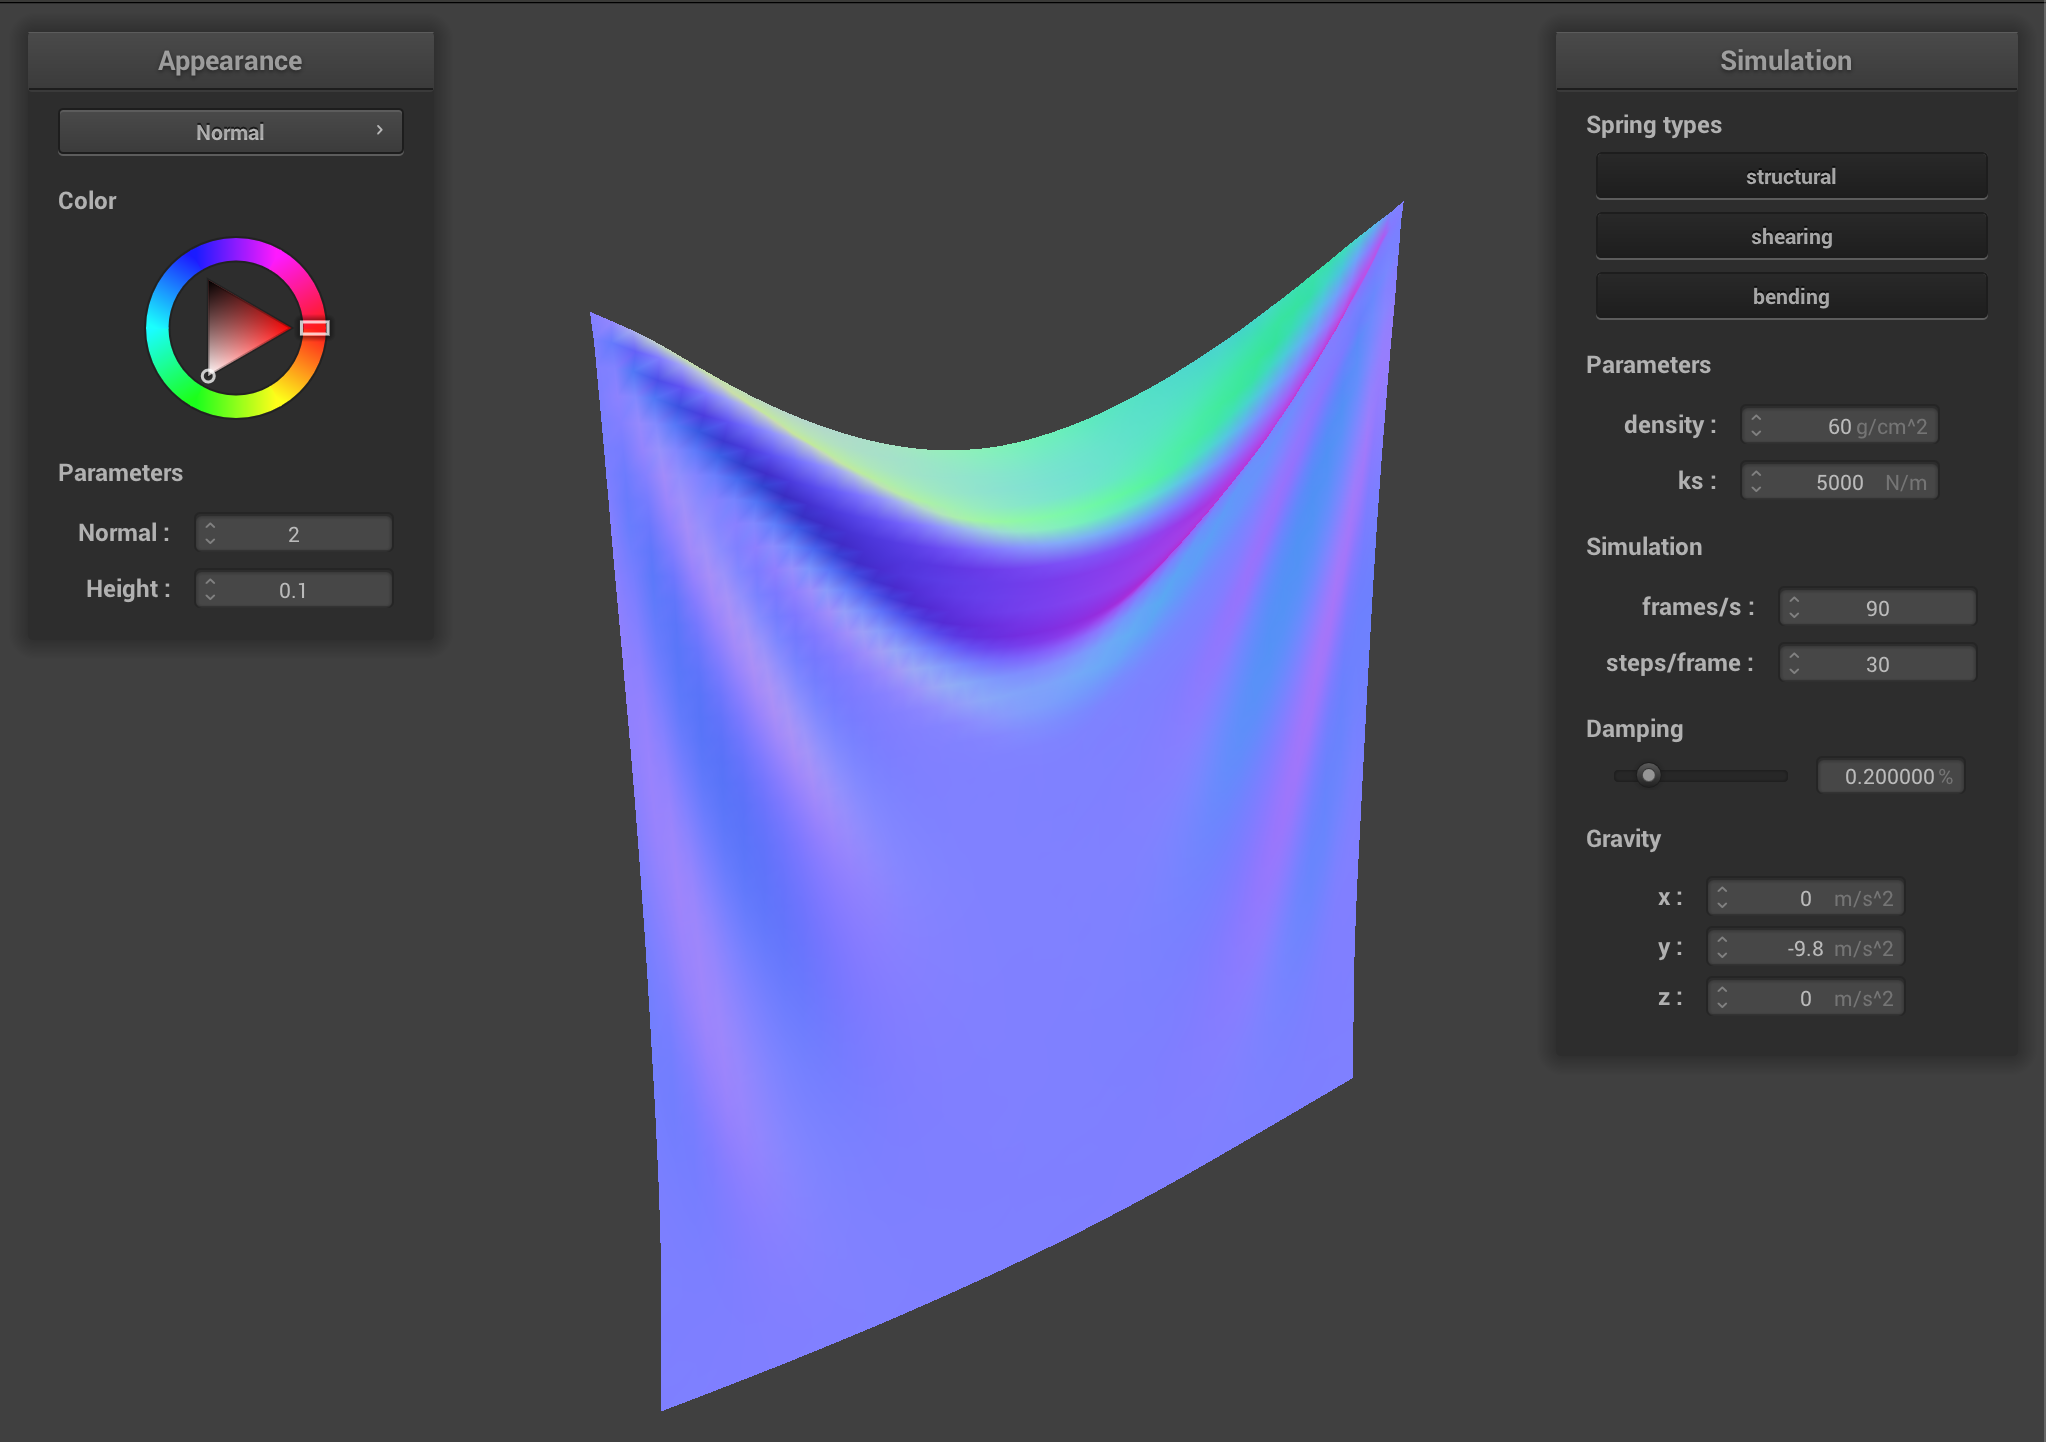 Appearance
Normal
Color
Parameters
Normal : 2
Height : 0.1
Simulation
Spring types
structural
shearing
bending
Parameters
density : 60 g/cm^2
ks : 5000 N/m
Simulation
frames/s : 90
steps/frame : 30
Damping
0.200000 %
Gravity
x : 0 m/s^2
y : -9.8 m/s^2
z : 0 m/s^2